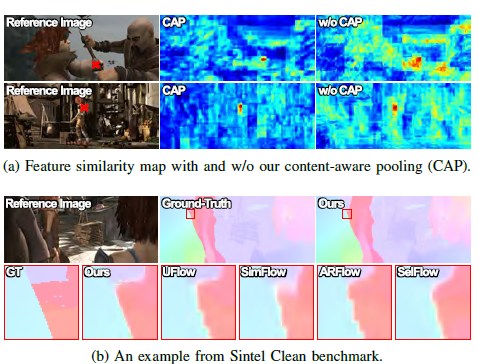 Reference Image CAP w/o CAP
Reference Image CAP w/o CAP
(a) Feature similarity map with and w/o our content-aware pooling (CAP).
Reference Image Ground-Truth Ours
GT Ours UFlow SimFlow ARFlow SelFlow
(b) An example from Sintel Clean benchmark.